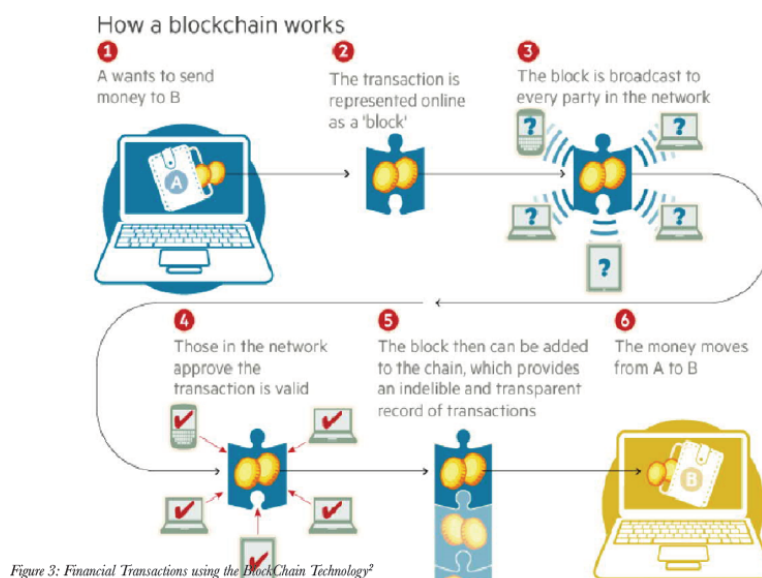 How a blockchain works
1
A wants to send
money to B
2
The transaction is
represented online
as a 'block'
3
The block is broadcast to
every party in the network
A
?
?
?
?
?
4
Those in the network
approve the
transaction is valid
5
The block then can be added
to the chain, which provides
an indelible and transparent
record of transactions
6
The money moves
from A to B
B
Figure 3: Financial Transactions using the BlockChain Technology²